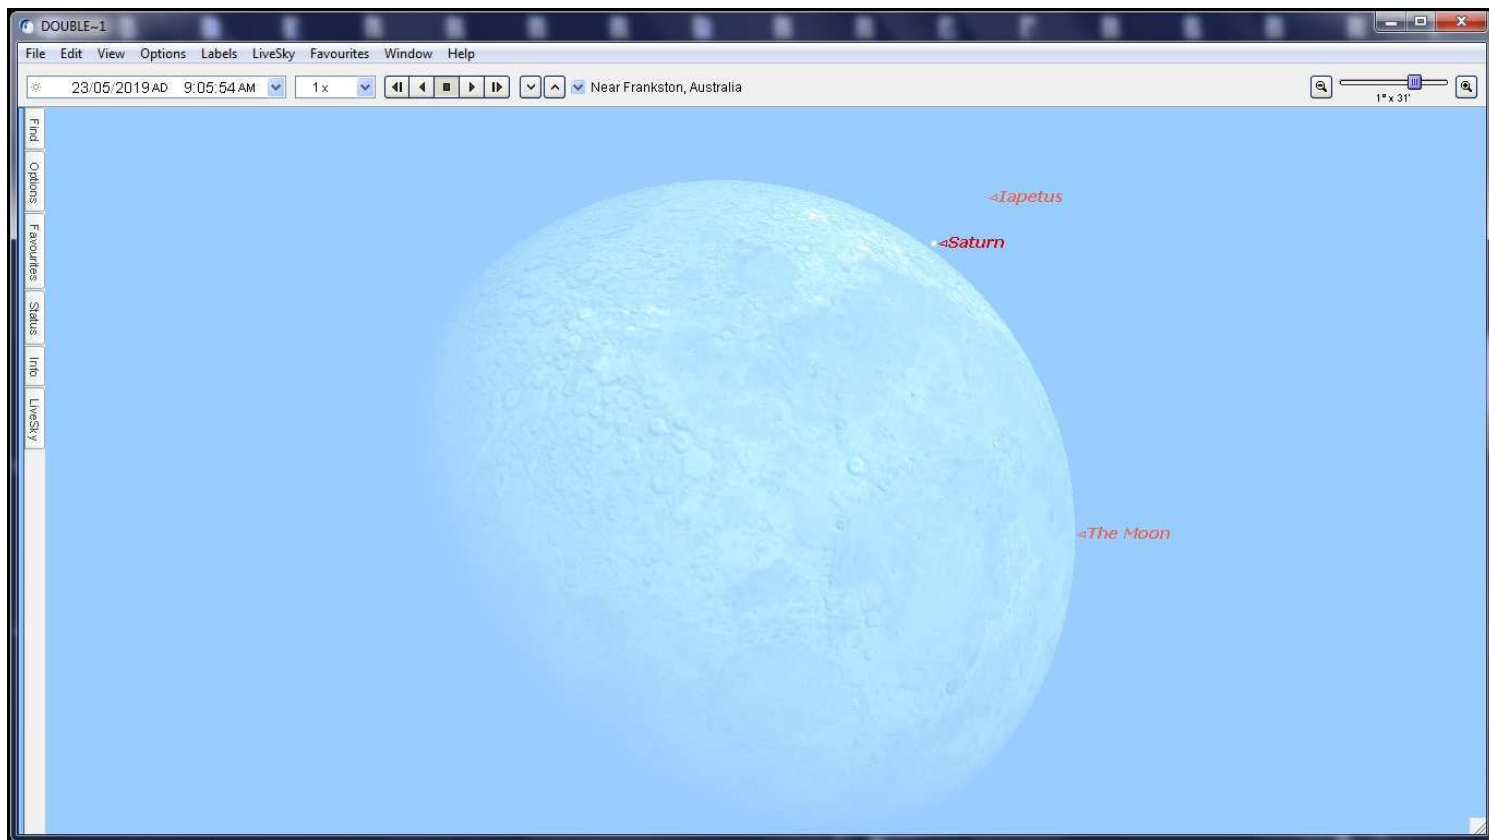 DOUBLE~1
File Edit View Options Labels LiveSky Favourites Window Help
23/05/2019 AD 9:05:54 AM 1 x Near Frankston, Australia
1° x 31'
Find
Options
Favourites
Status
Info
LiveSky
◅Iapetus
◅Saturn
◅The Moon